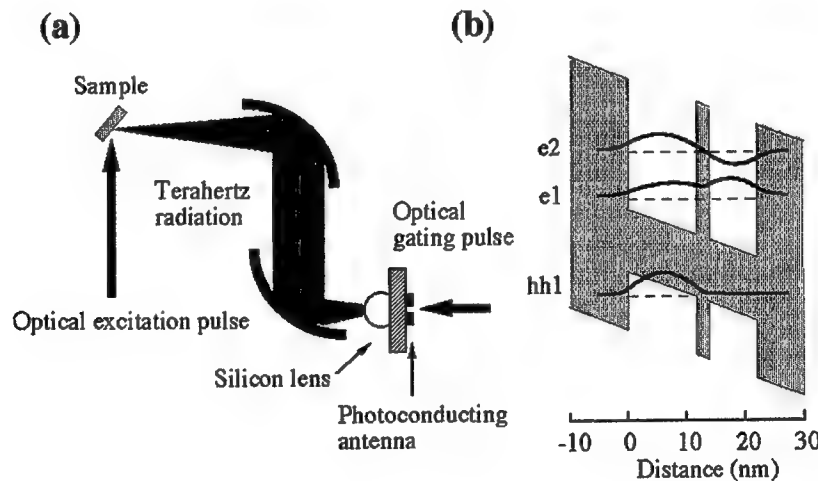 (a)
Sample
Terahertz
radiation
Optical
gating pulse
Optical excitation pulse
Silicon lens
Photoconducting
antenna
(b)
e2
e1
hh1
-10 0 10 20 30
Distance (nm)